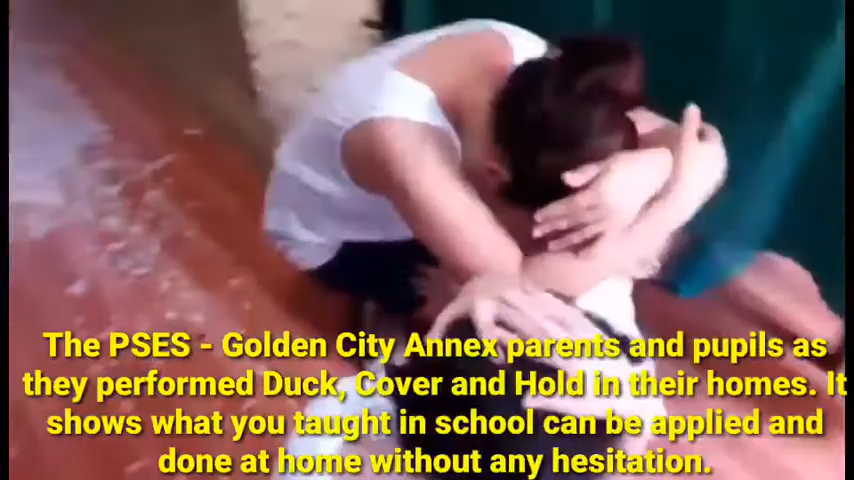 The PSES - Golden City Annex parents and pupils as
they performed Duck, Cover and Hold in their homes. It
shows what you taught in school can be applied and
done at home without any hesitation.